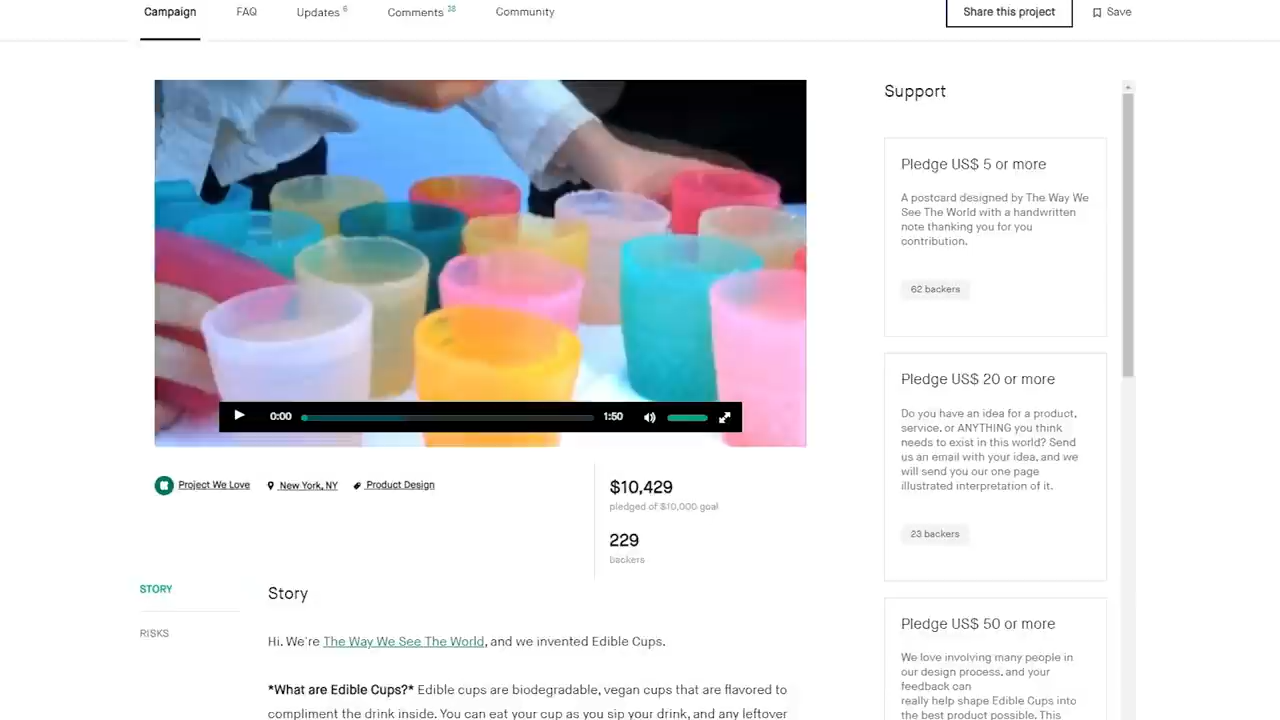 Campaign FAQ Updates 6 Comments 28 Community Share this project Save
Support
Pledge US$ 5 or more
A postcard designed by The Way We
See The World with a handwritten
note thanking you for you
contribution.
62 backers
Pledge US$ 20 or more
Do you have an idea for a product,
service, or ANYTHING you think
needs to exist in this world? Send
us an email with your idea, and we
will send you our one page
illustrated interpretation of it.
23 backers
Pledge US$ 50 or more
We love involving many people in
our design process, and your
feedback can
really help shape Edible Cups into
the best product possible. This
0:00 1:50
Project We Love New York, NY Product Design
$10,429
pledged of $10,000 goal
229
backers
STORY
RISKS
Story
Hi. We're The Way We See The World, and we invented Edible Cups.
*What are Edible Cups?* Edible cups are biodegradable, vegan cups that are flavored to
compliment the drink inside. You can eat your cup as you sip your drink, and any leftover